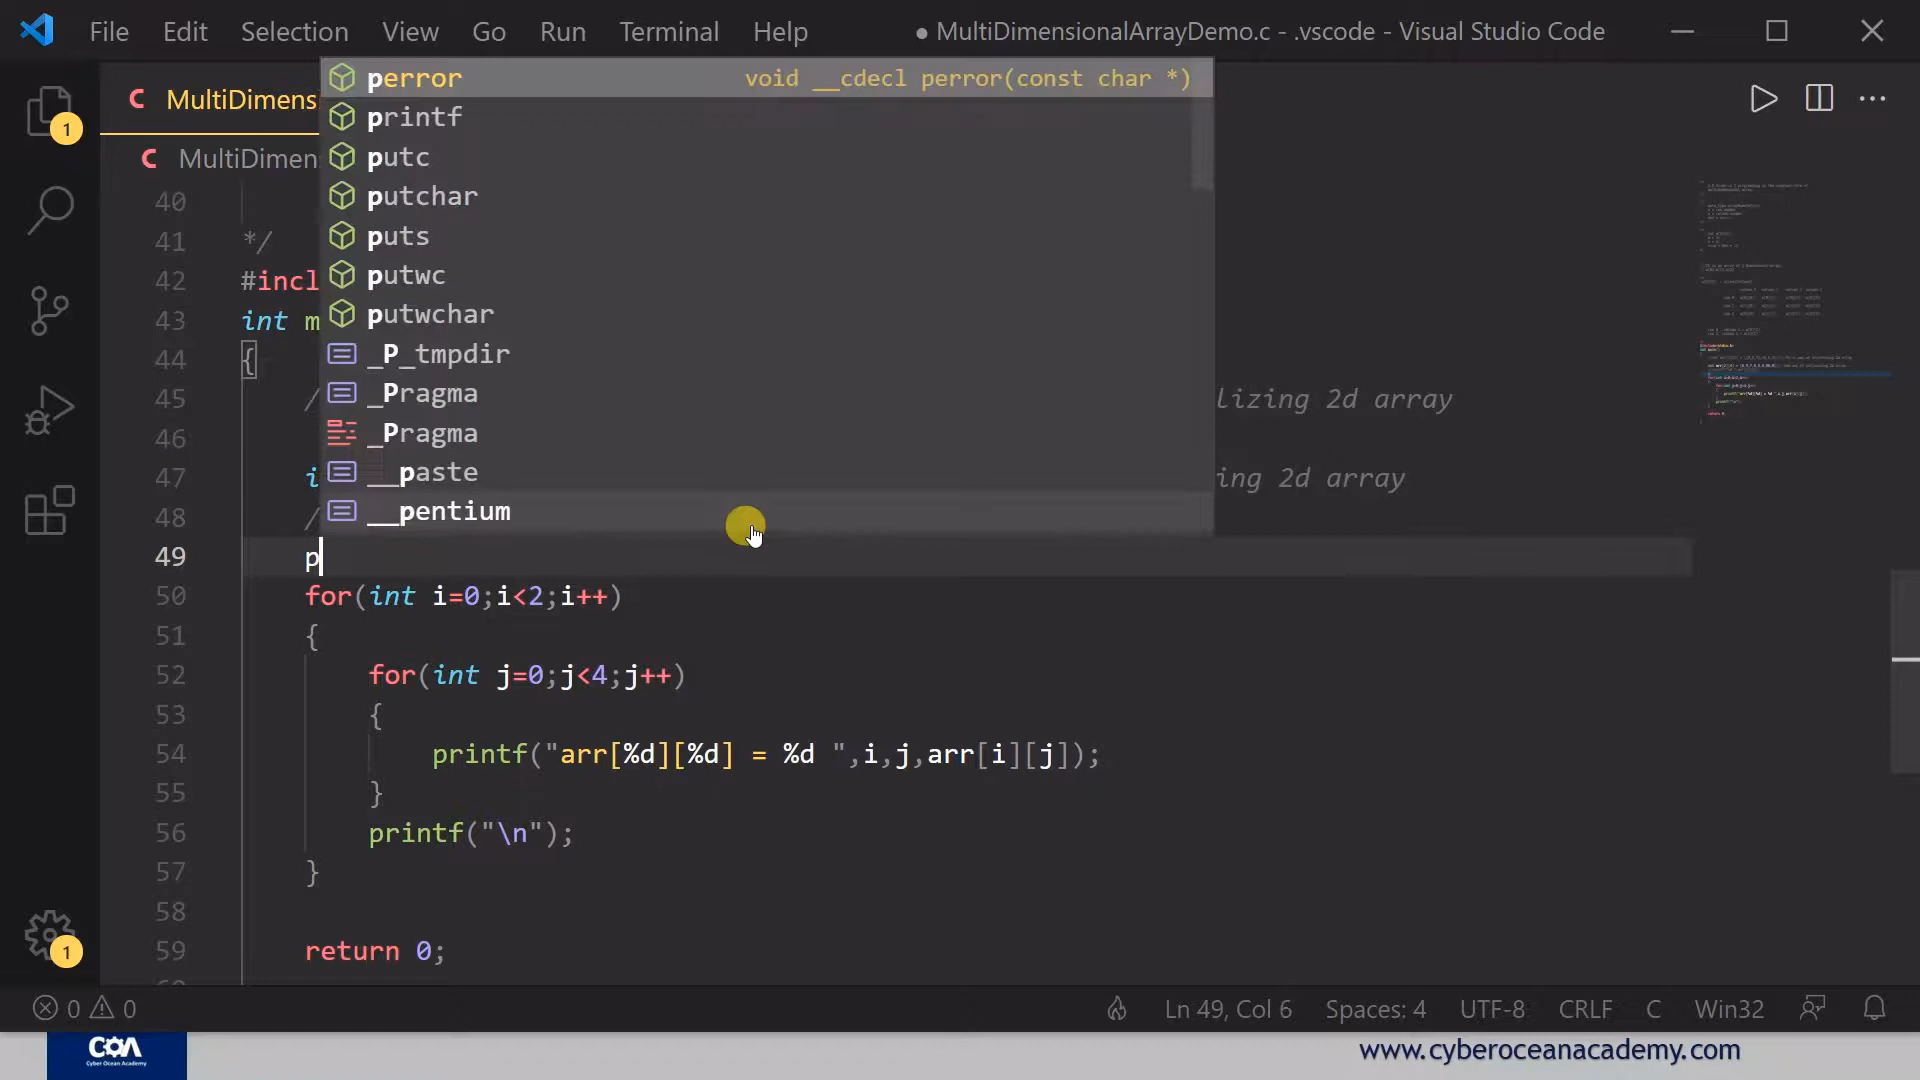 File Edit Selection View Go Run Terminal Help ● MultiDimensionalArrayDemo.c - .vscode - Visual Studio Code
C MultiDimens
1
C MultiDimen
perror void __cdecl perror(const char *)
printf
putc
putchar
puts
putwc
putwchar
_P_tmpdir
_Pragma
_Pragma
__paste
__pentium
40
41 */
42 #incl
43 int m
44 {
45 / lizing 2d array
46
47 i ing 2d array
48 /
49 p
50 for(int i=0;i<2;i++)
51 {
52 for(int j=0;j<4;j++)
53 {
54 printf("arr[%d][%d] = %d ",i,j,arr[i][j]);
55 }
56 printf("\n");
57 }
58
59 return 0;
1
0 0 Ln 49, Col 6 Spaces: 4 UTF-8 CRLF C Win32
COA
Cyber Ocean Academy
www.cyberoceanacademy.com